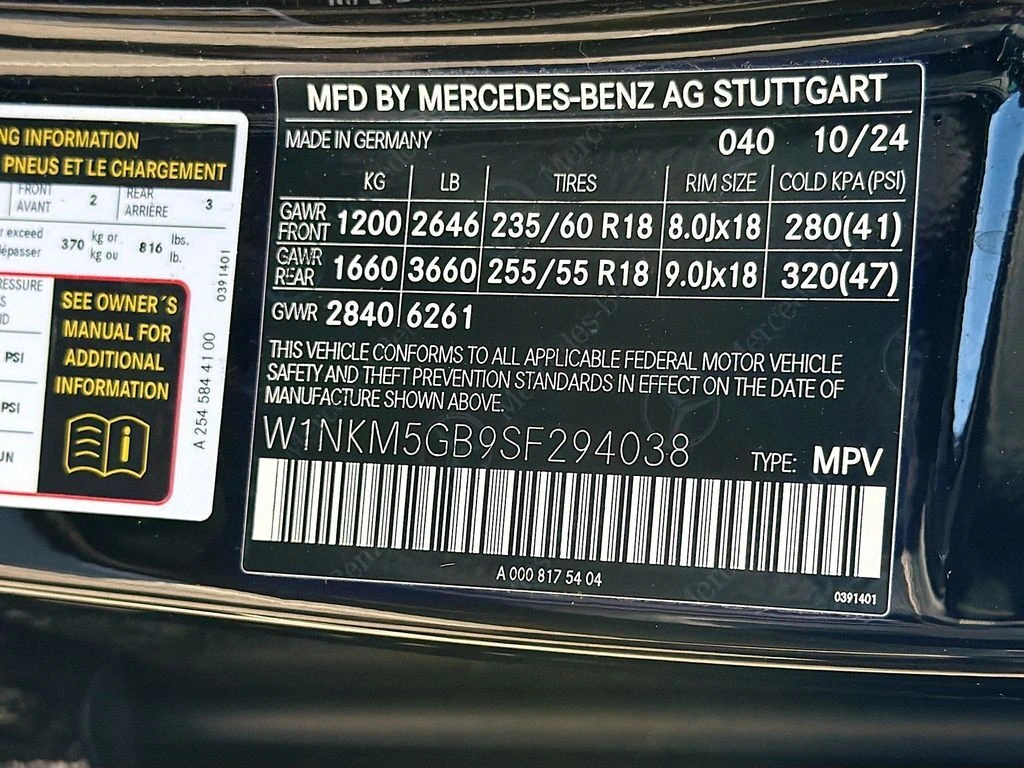 NG INFORMATION
PNEUS ET LE CHARGEMENT
FRONT
AVANT
2
REAR
ARRIÈRE
3
r exceed
dépasser
370
kg or
kg ou
816
lbs.
lb.
RESSURE
PSI
PSI
UN
SEE OWNER´S
MANUAL FOR
ADDITIONAL
INFORMATION
0391401
A 254 584 41 00
MFD BY MERCEDES-BENZ AG STUTTGART
MADE IN GERMANY 040 10/24
KG LB TIRES RIM SIZE COLD KPA (PSI)
GAWR FRONT 1200 2646 235/60 R18 8.0Jx18 280(41)
GAWR REAR 1660 3660 255/55 R18 9.0Jx18 320(47)
GVWR 2840 6261
THIS VEHICLE CONFORMS TO ALL APPLICABLE FEDERAL MOTOR VEHICLE
SAFETY AND THEFT PREVENTION STANDARDS IN EFFECT ON THE DATE OF
MANUFACTURE SHOWN ABOVE.
W1NKM5GB9SF294038 TYPE: MPV
A 000 817 54 04
0391401